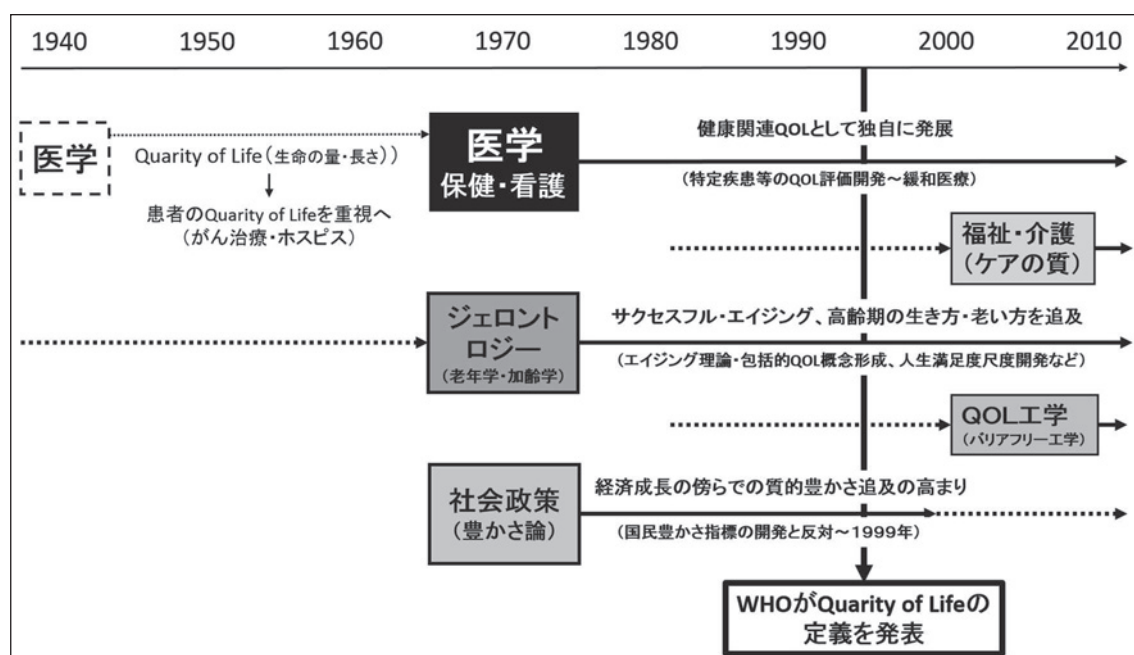 1940 1950 1960 1970 1980 1990 2000 2010
医学
Quarity of Life（生命の量・長さ））
患者のQuarity of Lifeを重視へ
（がん治療・ホスピス）
医学
保健・看護
健康関連QOLとして独自に発展
（特定疾患等のQOL評価開発～緩和医療）
福祉・介護
（ケアの質）
ジェロント
ロジー
（老年学・加齢学）
サクセスフル・エイジング、高齢期の生き方・老い方を追及
（エイジング理論・包括的QOL概念形成、人生満足度尺度開発など）
QOL工学
（バリアフリー工学）
社会政策
（豊かさ論）
経済成長の傍らでの質的豊かさ追及の高まり
（国民豊かさ指標の開発と反対～1999年）
WHOがQuarity of Lifeの
定義を発表